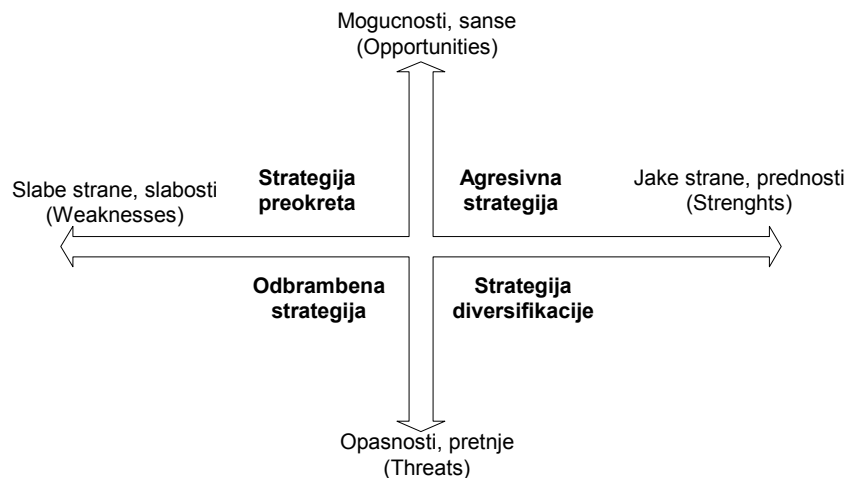 Mogucnosti, sanse
(Opportunities)
Slabe strane, slabosti
(Weaknesses)
Strategija
preokreta
Agresivna
strategija
Jake strane, prednosti
(Strenghts)
Odbrambena
strategija
Strategija
diversifikacije
Opasnosti, pretnje
(Threats)